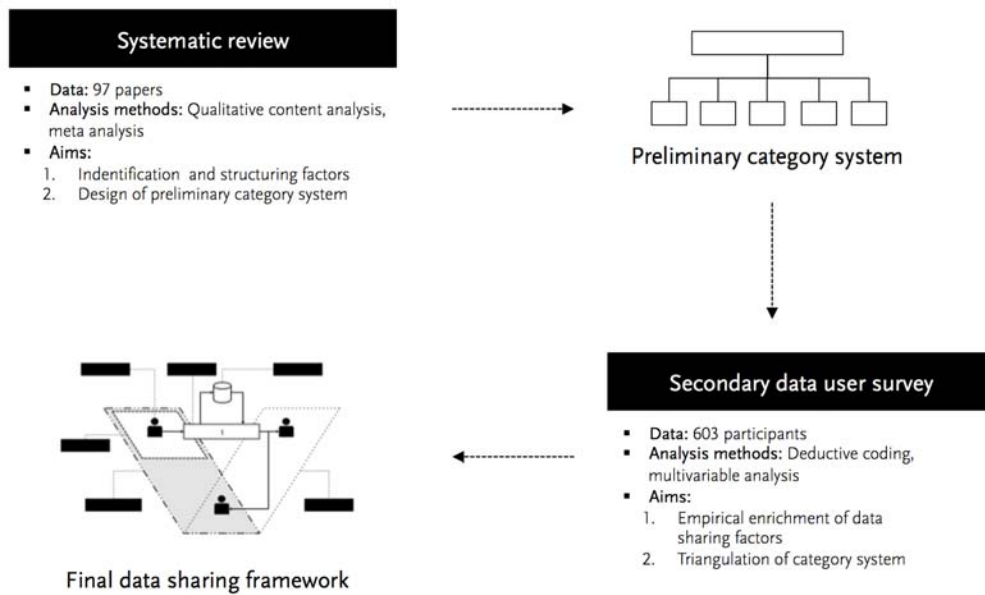 Systematic review
▪ Data: 97 papers
▪ Analysis methods: Qualitative content analysis,
meta analysis
▪ Aims:
1. Indentification and structuring factors
2. Design of preliminary category system
Preliminary category system
Secondary data user survey
▪ Data: 603 participants
▪ Analysis methods: Deductive coding,
multivariable analysis
▪ Aims:
1. Empirical enrichment of data
sharing factors
2. Triangulation of category system
Final data sharing framework